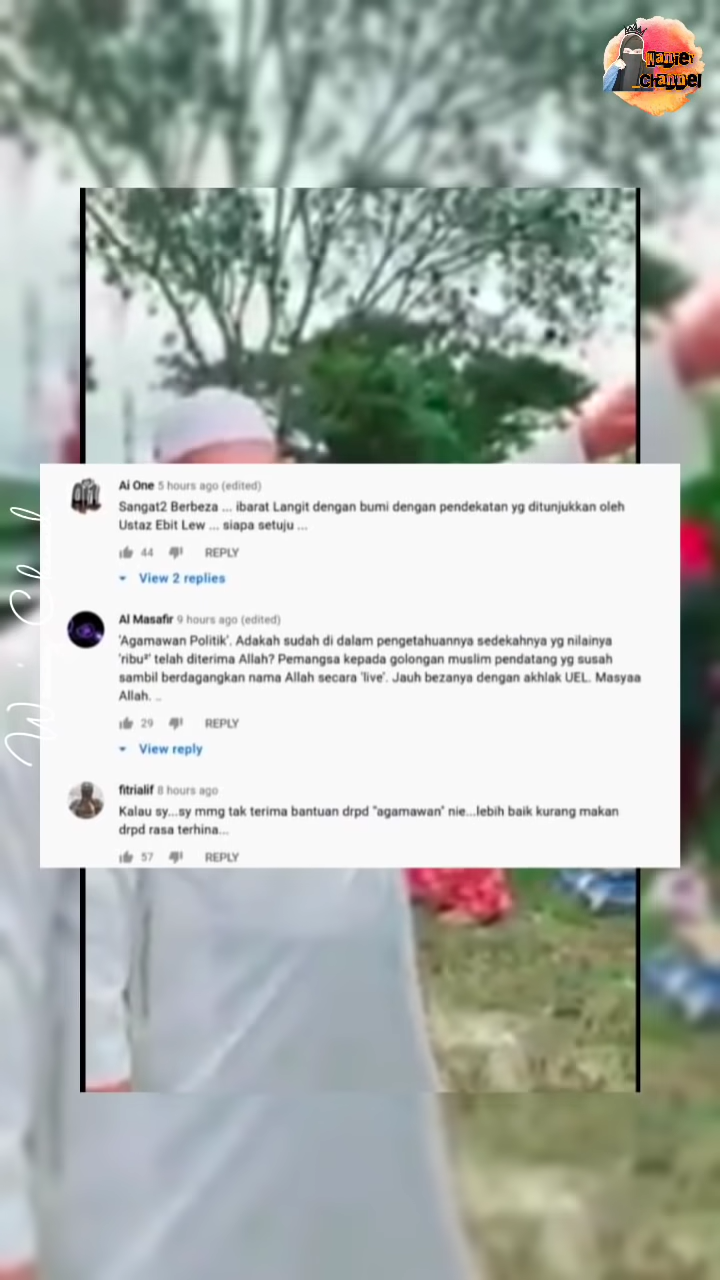 Nanie
channel
Ai One 5 hours ago (edited)
Sangat2 Berbeza ... ibarat Langit dengan bumi dengan pendekatan yg ditunjukkan oleh
Ustaz Ebit Lew ... siapa setuju ...
44 REPLY
View 2 replies
Al Masafir 9 hours ago (edited)
'Agamawan Politik'. Adakah sudah di dalam pengetahuannya sedekahnya yg nilainya
'ribu²' telah diterima Allah? Pemangsa kepada golongan muslim pendatang yg susah
sambil berdagangkan nama Allah secara 'live'. Jauh bezanya dengan akhlak UEL. Masyaa
Allah. ..
29 REPLY
View reply
fitrialif 8 hours ago
Kalau sy...sy mmg tak terima bantuan drpd "agamawan" nie...lebih baik kurang makan
drpd rasa terhina...
57 REPLY